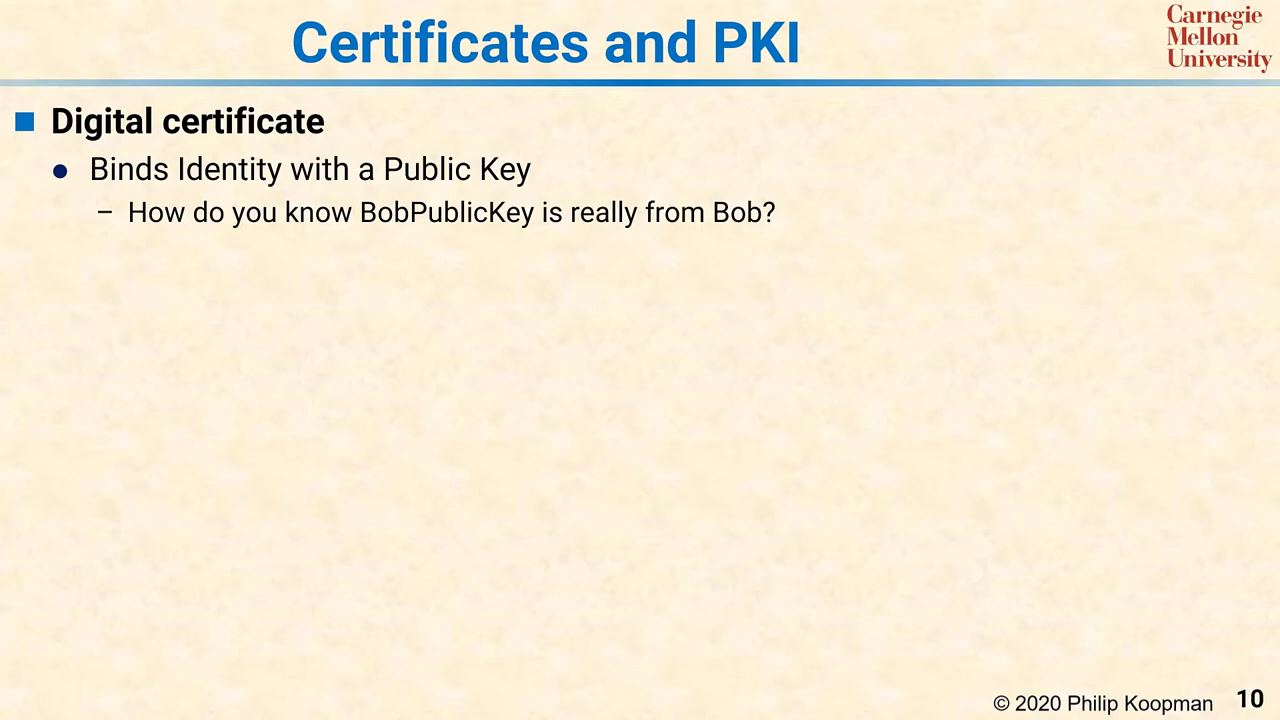 Certificates and PKI
Carnegie
Mellon
University
Digital certificate
Binds Identity with a Public Key
– How do you know BobPublicKey is really from Bob?
© 2020 Philip Koopman 10